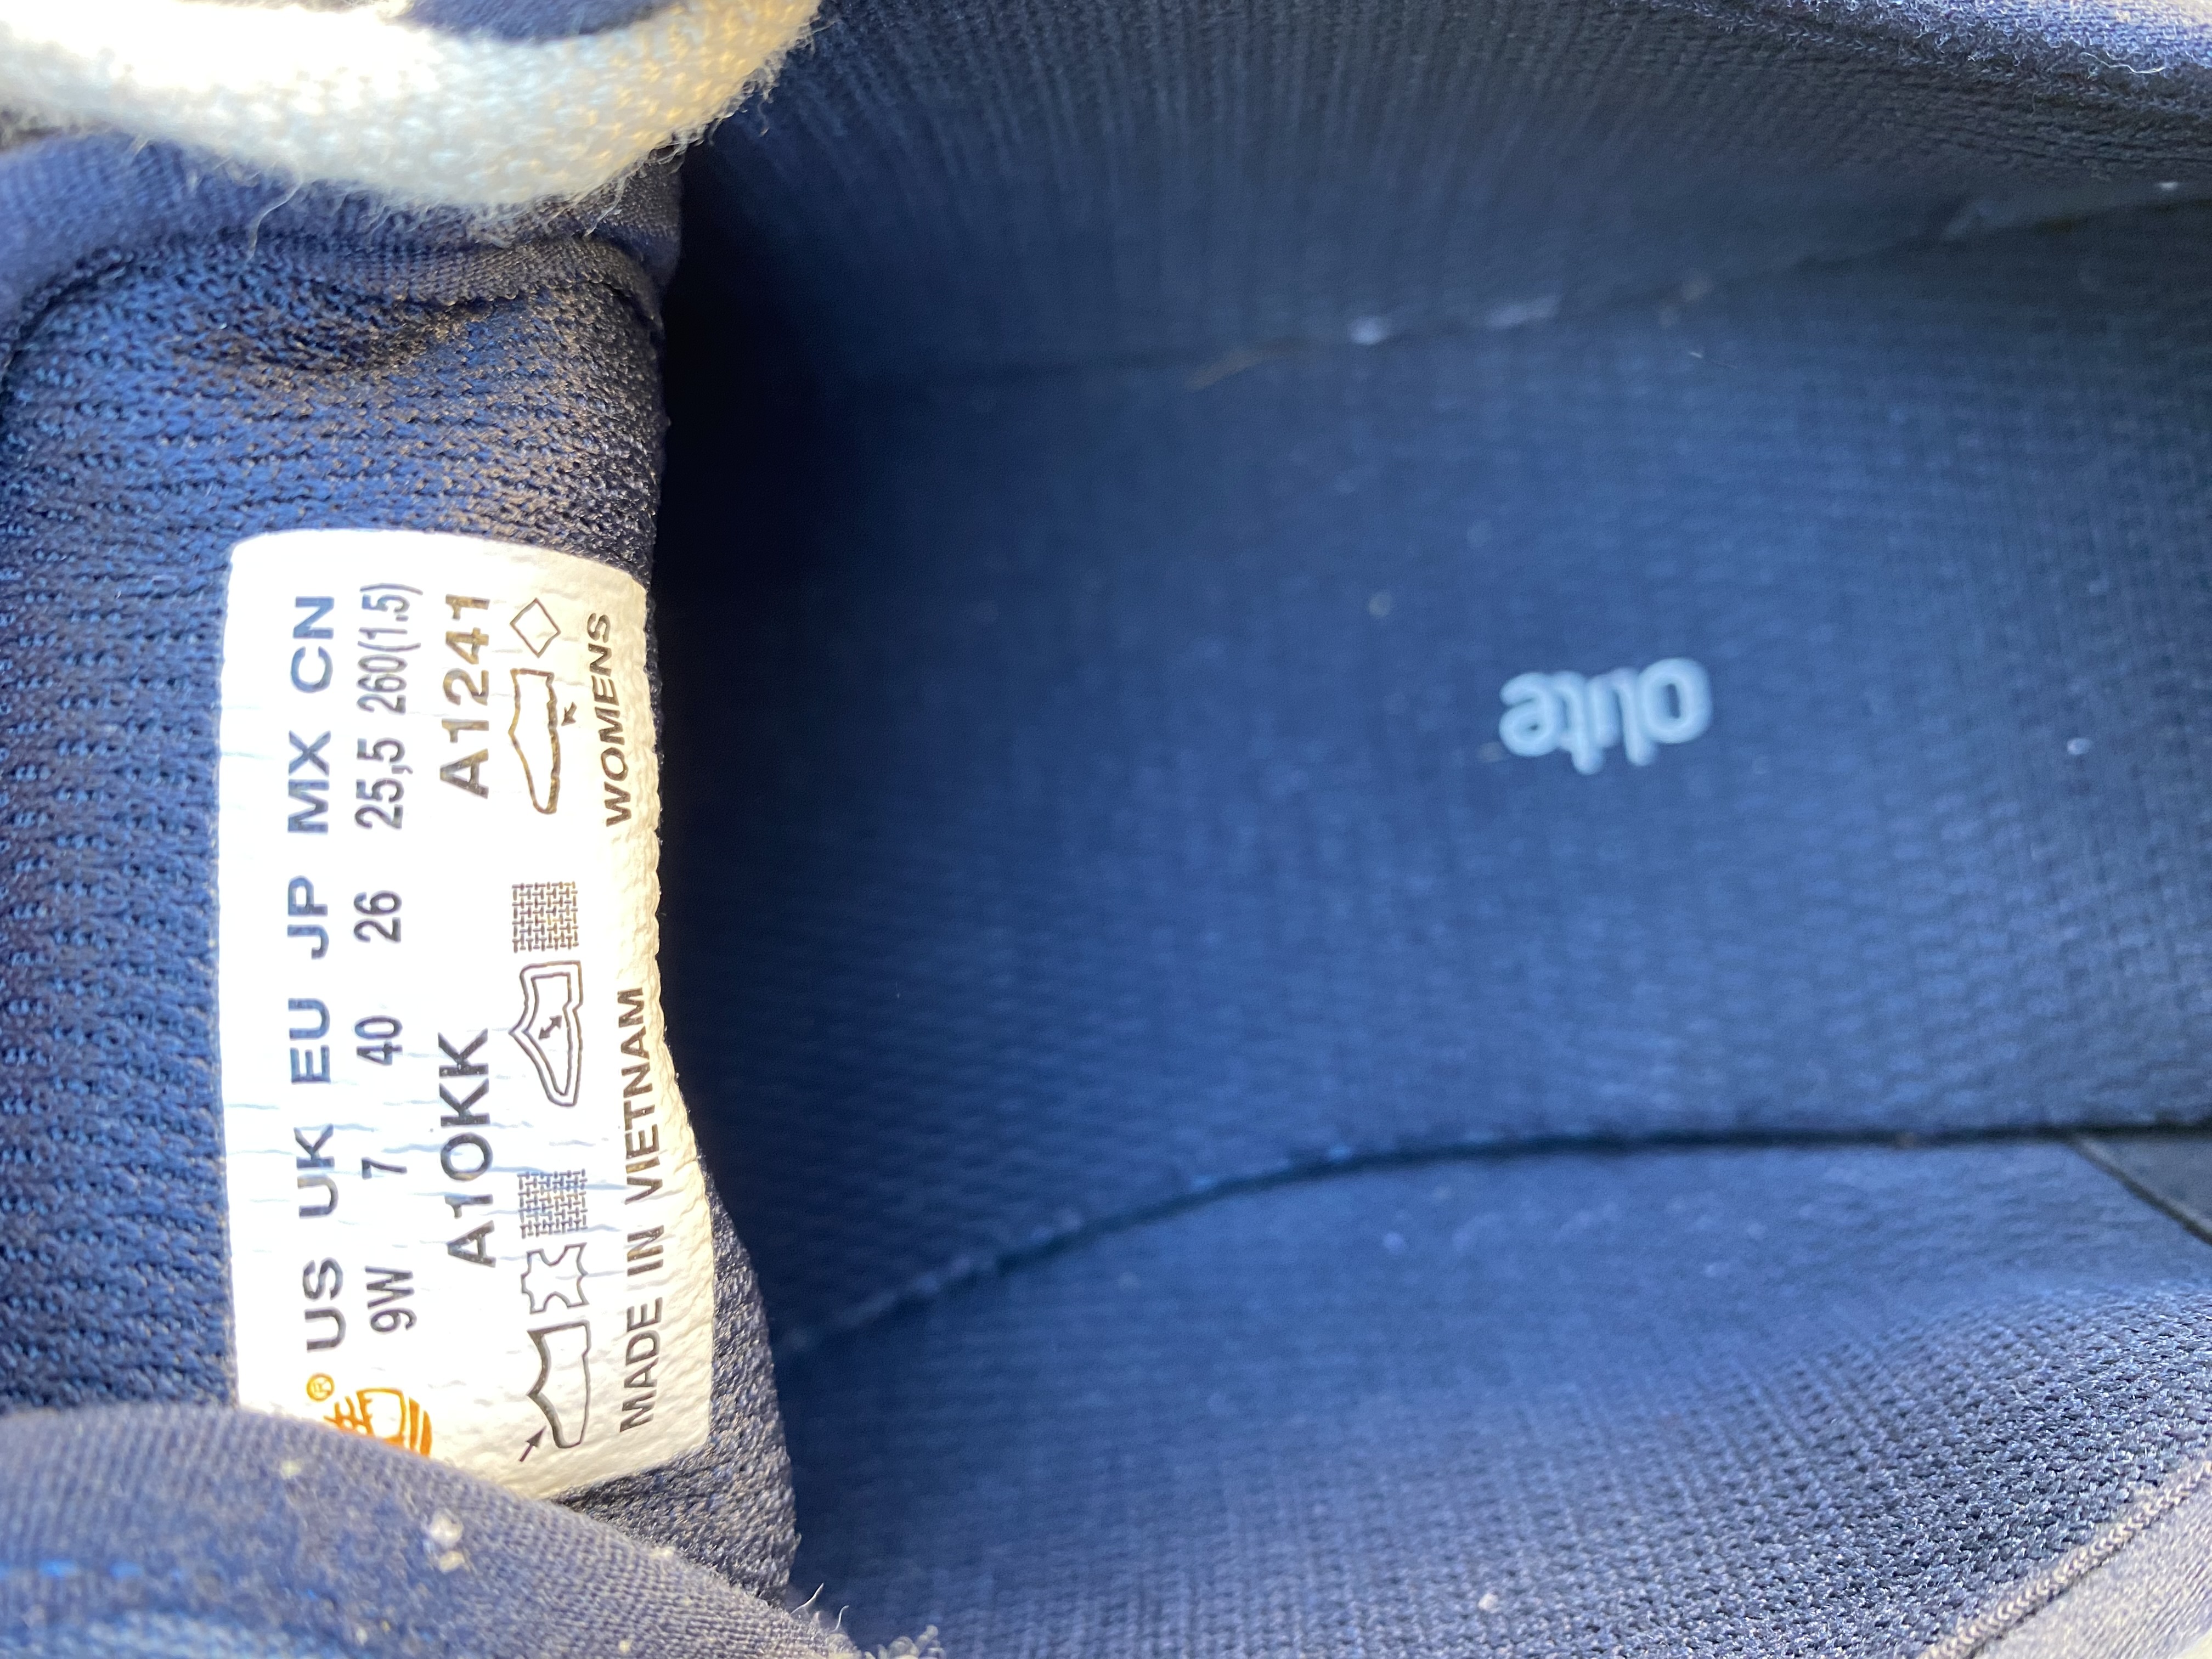 ® US UK EU JP MX CN
9W 7 40 26 25,5 260(1.5)
A1OKK A1241
WOMENS
MADE IN VIETNAM
olite